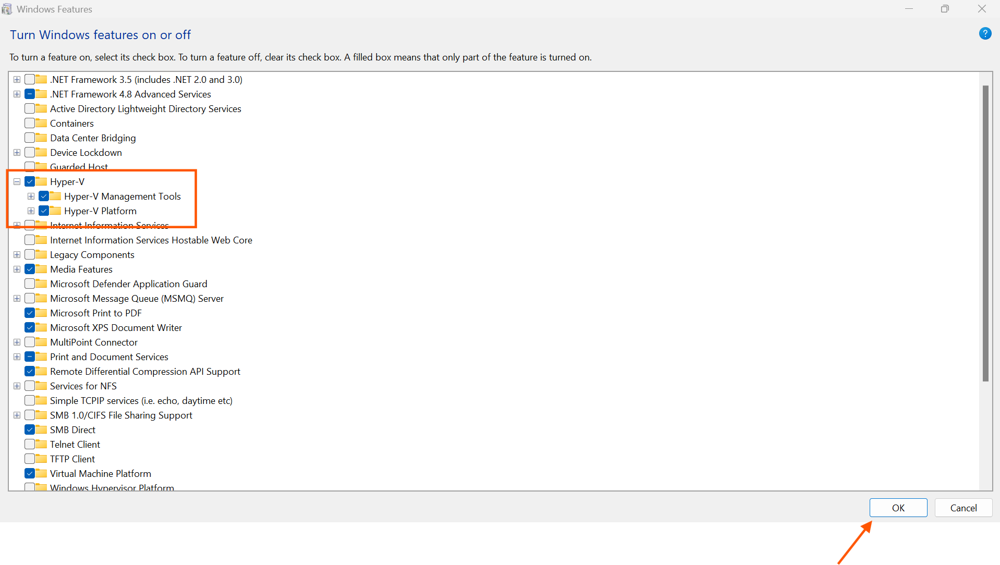 Windows Features
Turn Windows features on or off
?
To turn a feature on, select its check box. To turn a feature off, clear its check box. A filled box means that only part of the feature is turned on.
.NET Framework 3.5 (includes .NET 2.0 and 3.0)
.NET Framework 4.8 Advanced Services
Active Directory Lightweight Directory Services
Containers
Data Center Bridging
Device Lockdown
Guarded Host
Hyper-V
Hyper-V Management Tools
Hyper-V Platform
Internet Information Services
Internet Information Services Hostable Web Core
Legacy Components
Media Features
Microsoft Defender Application Guard
Microsoft Message Queue (MSMQ) Server
Microsoft Print to PDF
Microsoft XPS Document Writer
MultiPoint Connector
Print and Document Services
Remote Differential Compression API Support
Services for NFS
Simple TCPIP services (i.e. echo, daytime etc)
SMB 1.0/CIFS File Sharing Support
SMB Direct
Telnet Client
TFTP Client
Virtual Machine Platform
Windows Hypervisor Platform
OK Cancel